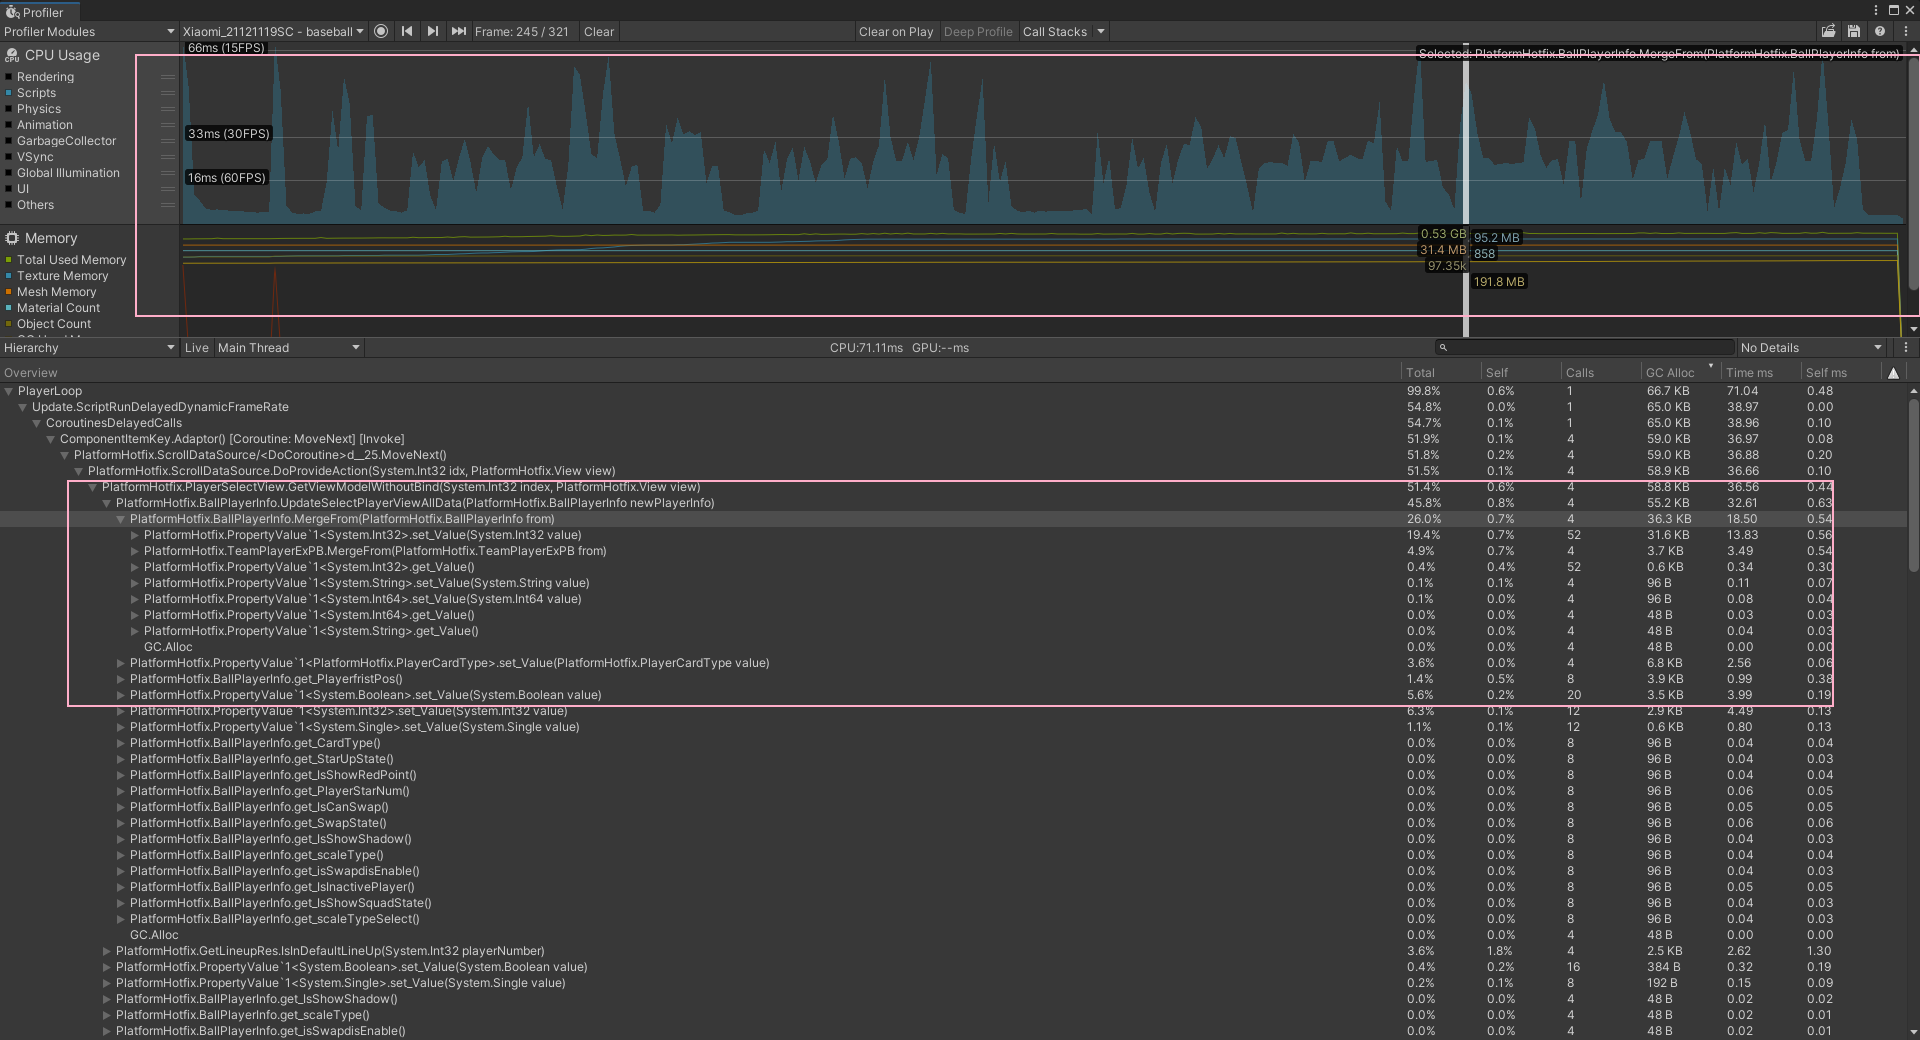 Profiler
Profiler Modules
Xiaomi_21121119SC - baseball
Frame: 245 / 321
Clear
Clear on Play
Deep Profile
Call Stacks
CPU Usage
Rendering
Scripts
Physics
Animation
GarbageCollector
VSync
Global Illumination
UI
Others
66ms (15FPS)
33ms (30FPS)
16ms (60FPS)
Selected: PlatformHotfix.BallPlayerInfo.MergeFrom(PlatformHotfix.BallPlayerInfo from)
Memory
Total Used Memory
Texture Memory
Mesh Memory
Material Count
Object Count
0.53 GB
31.4 MB
97.35k
95.2 MB
858
191.8 MB
Hierarchy
Live
Main Thread
CPU:71.11ms GPU:--ms
No Details
Overview Total Self Calls GC Alloc Time ms Self ms
PlayerLoop 99.8% 0.6% 1 66.7 KB 71.04 0.48
Update.ScriptRunDelayedDynamicFrameRate 54.8% 0.0% 1 65.0 KB 38.97 0.00
CoroutinesDelayedCalls 54.7% 0.1% 1 65.0 KB 38.96 0.10
ComponentItemKey.Adaptor() [Coroutine: MoveNext] [Invoke] 51.9% 0.1% 4 59.0 KB 36.97 0.08
PlatformHotfix.ScrollDataSource/<DoCoroutine>d__25.MoveNext() 51.8% 0.2% 4 59.0 KB 36.88 0.20
PlatformHotfix.ScrollDataSource.DoProvideAction(System.Int32 idx, PlatformHotfix.View view) 51.5% 0.1% 4 58.9 KB 36.66 0.10
PlatformHotfix.PlayerSelectView.GetViewModelWithoutBind(System.Int32 index, PlatformHotfix.View view) 51.4% 0.6% 4 58.8 KB 36.56 0.44
PlatformHotfix.BallPlayerInfo.UpdateSelectPlayerViewAllData(PlatformHotfix.BallPlayerInfo newPlayerInfo) 45.8% 0.8% 4 55.2 KB 32.61 0.63
PlatformHotfix.BallPlayerInfo.MergeFrom(PlatformHotfix.BallPlayerInfo from) 26.0% 0.7% 4 36.3 KB 18.50 0.54
PlatformHotfix.PropertyValue`1<System.Int32>.set_Value(System.Int32 value) 19.4% 0.7% 52 31.6 KB 13.83 0.56
PlatformHotfix.TeamPlayerExPB.MergeFrom(PlatformHotfix.TeamPlayerExPB from) 4.9% 0.7% 4 3.7 KB 3.49 0.54
PlatformHotfix.PropertyValue`1<System.Int32>.get_Value() 0.4% 0.4% 52 0.6 KB 0.34 0.30
PlatformHotfix.PropertyValue`1<System.String>.set_Value(System.String value) 0.1% 0.1% 4 96 B 0.11 0.07
PlatformHotfix.PropertyValue`1<System.Int64>.set_Value(System.Int64 value) 0.1% 0.0% 4 96 B 0.08 0.04
PlatformHotfix.PropertyValue`1<System.Int64>.get_Value() 0.0% 0.0% 4 48 B 0.03 0.03
PlatformHotfix.PropertyValue`1<System.String>.get_Value() 0.0% 0.0% 4 48 B 0.04 0.03
GC.Alloc 0.0% 0.0% 4 48 B 0.00 0.00
PlatformHotfix.PropertyValue`1<PlatformHotfix.PlayerCardType>.set_Value(PlatformHotfix.PlayerCardType value) 3.6% 0.0% 4 6.8 KB 2.56 0.06
PlatformHotfix.BallPlayerInfo.get_PlayerfristPos() 1.4% 0.5% 8 3.9 KB 0.99 0.38
PlatformHotfix.PropertyValue`1<System.Boolean>.set_Value(System.Boolean value) 5.6% 0.2% 20 3.5 KB 3.99 0.19
PlatformHotfix.PropertyValue`1<System.Int32>.set_Value(System.Int32 value) 6.3% 0.1% 12 2.9 KB 4.49 0.13
PlatformHotfix.PropertyValue`1<System.Single>.set_Value(System.Single value) 1.1% 0.1% 12 0.6 KB 0.80 0.13
PlatformHotfix.BallPlayerInfo.get_CardType() 0.0% 0.0% 8 96 B 0.04 0.04
PlatformHotfix.BallPlayerInfo.get_StarUpState() 0.0% 0.0% 8 96 B 0.04 0.03
PlatformHotfix.BallPlayerInfo.get_IsShowRedPoint() 0.0% 0.0% 8 96 B 0.04 0.04
PlatformHotfix.BallPlayerInfo.get_PlayerStarNum() 0.0% 0.0% 8 96 B 0.06 0.05
PlatformHotfix.BallPlayerInfo.get_IsCanSwap() 0.0% 0.0% 8 96 B 0.05 0.05
PlatformHotfix.BallPlayerInfo.get_SwapState() 0.0% 0.0% 8 96 B 0.06 0.06
PlatformHotfix.BallPlayerInfo.get_IsShowShadow() 0.0% 0.0% 8 96 B 0.04 0.03
PlatformHotfix.BallPlayerInfo.get_scaleType() 0.0% 0.0% 8 96 B 0.04 0.04
PlatformHotfix.BallPlayerInfo.get_isSwapdisEnable() 0.0% 0.0% 8 96 B 0.04 0.03
PlatformHotfix.BallPlayerInfo.get_IsInactivePlayer() 0.0% 0.0% 8 96 B 0.05 0.05
PlatformHotfix.BallPlayerInfo.get_IsShowSquadState() 0.0% 0.0% 8 96 B 0.04 0.03
PlatformHotfix.BallPlayerInfo.get_scaleTypeSelect() 0.0% 0.0% 8 96 B 0.04 0.03
GC.Alloc 0.0% 0.0% 4 48 B 0.00 0.00
PlatformHotfix.GetLineupRes.IsInDefaultLineUp(System.Int32 playerNumber) 3.6% 1.8% 4 2.5 KB 2.62 1.30
PlatformHotfix.PropertyValue`1<System.Boolean>.set_Value(System.Boolean value) 0.4% 0.2% 16 384 B 0.32 0.19
PlatformHotfix.PropertyValue`1<System.Single>.set_Value(System.Single value) 0.2% 0.1% 8 192 B 0.15 0.09
PlatformHotfix.BallPlayerInfo.get_IsShowShadow() 0.0% 0.0% 4 48 B 0.02 0.02
PlatformHotfix.BallPlayerInfo.get_scaleType() 0.0% 0.0% 4 48 B 0.02 0.01
PlatformHotfix.BallPlayerInfo.get_isSwapdisEnable() 0.0% 0.0% 4 48 B 0.02 0.01